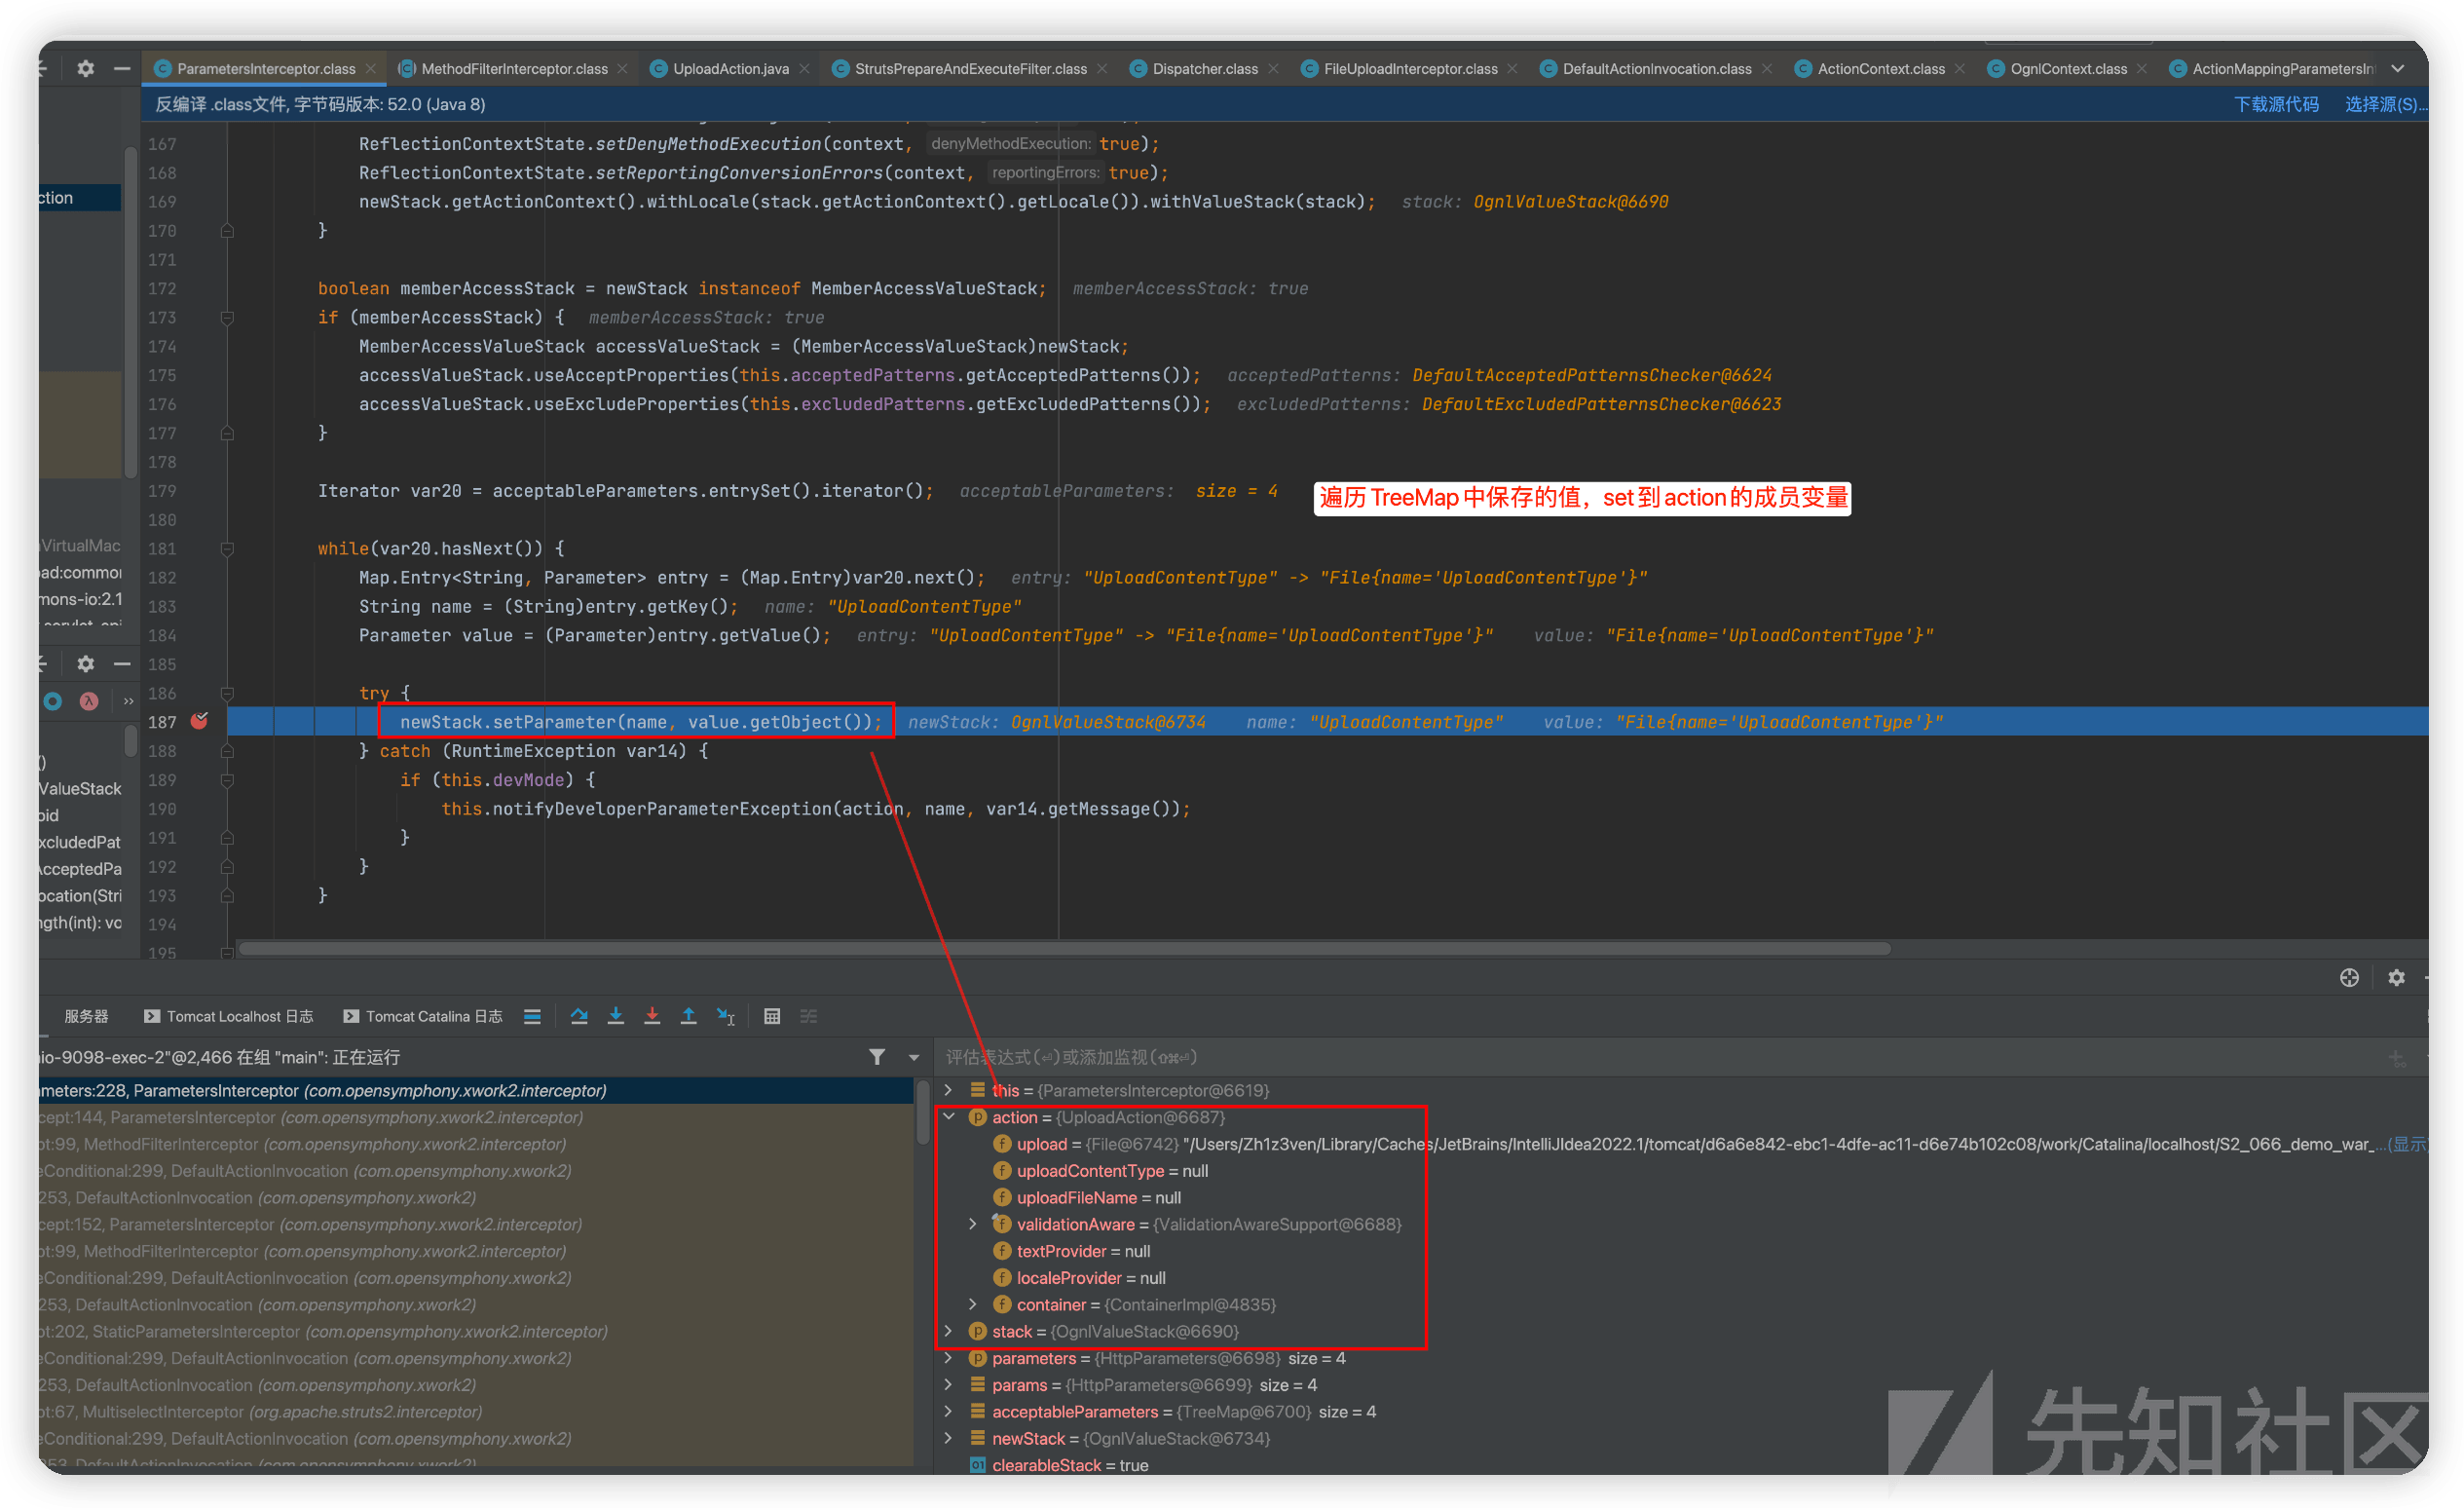 ParametersInterceptor.class MethodFilterInterceptor.class UploadAction.java StrutsPrepareAndExecuteFilter.class Dispatcher.class FileUploadInterceptor.class DefaultActionInvocation.class ActionContext.class OgnlContext.class ActionMappingParametersIn
反编译 .class文件, 字节码版本: 52.0 (Java 8) 下载源代码 选择源(S)...
167 ReflectionContextState.setDenyMethodExecution(context, denyMethodExecution: true);
168 ReflectionContextState.setReportingConversionErrors(context, reportingErrors: true);
169 newStack.getActionContext().withLocale(stack.getActionContext().getLocale()).withValueStack(stack); stack: OgnlValueStack@6690
170 }
171
172 boolean memberAccessStack = newStack instanceof MemberAccessValueStack; memberAccessStack: true
173 if (memberAccessStack) { memberAccessStack: true
174 MemberAccessValueStack accessValueStack = (MemberAccessValueStack)newStack;
175 accessValueStack.useAcceptProperties(this.acceptedPatterns.getAcceptedPatterns()); acceptedPatterns: DefaultAcceptedPatternsChecker@6624
176 accessValueStack.useExcludeProperties(this.excludedPatterns.getExcludedPatterns()); excludedPatterns: DefaultExcludedPatternsChecker@6623
177 }
178
179 Iterator var20 = acceptableParameters.entrySet().iterator(); acceptableParameters: size = 4 遍历TreeMap中保存的值，set到action的成员变量
180
181 while(var20.hasNext()) {
182 Map.Entry<String, Parameter> entry = (Map.Entry)var20.next(); entry: "UploadContentType" -> "File{name='UploadContentType'}"
183 String name = (String)entry.getKey(); name: "UploadContentType"
184 Parameter value = (Parameter)entry.getValue(); entry: "UploadContentType" -> "File{name='UploadContentType'}" value: "File{name='UploadContentType'}"
185
186 try {
187 newStack.setParameter(name, value.getObject()); newStack: OgnlValueStack@6734 name: "UploadContentType" value: "File{name='UploadContentType'}"
188 } catch (RuntimeException var14) {
189 if (this.devMode) {
190 this.notifyDeveloperParameterException(action, name, var14.getMessage());
191 }
192 }
193 }
194
195
ction
VirtualMac
ad:common
mons-io:2.1
()
ValueStack
oid
xcludedPat
AcceptedPa
ocation(Stri
ngth(int): vo
服务器 Tomcat Localhost 日志 Tomcat Catalina 日志
io-9098-exec-2"@2,466 在组 "main": 正在运行
meters:228, ParametersInterceptor (com.opensymphony.xwork2.interceptor)
cept:144, ParametersInterceptor (com.opensymphony.xwork2.interceptor)
pt:99, MethodFilterInterceptor (com.opensymphony.xwork2.interceptor)
eConditional:299, DefaultActionInvocation (com.opensymphony.xwork2)
253, DefaultActionInvocation (com.opensymphony.xwork2)
cept:152, ParametersInterceptor (com.opensymphony.xwork2.interceptor)
pt:99, MethodFilterInterceptor (com.opensymphony.xwork2.interceptor)
eConditional:299, DefaultActionInvocation (com.opensymphony.xwork2)
253, DefaultActionInvocation (com.opensymphony.xwork2)
pt:202, StaticParametersInterceptor (com.opensymphony.xwork2.interceptor)
eConditional:299, DefaultActionInvocation (com.opensymphony.xwork2)
253, DefaultActionInvocation (com.opensymphony.xwork2)
pt:67, MultiselectInterceptor (org.apache.struts2.interceptor)
eConditional:299, DefaultActionInvocation (com.opensymphony.xwork2)
253, DefaultActionInvocation (com.opensymphony.xwork2)
评估表达式(⏎)或添加监视(⇧⌘⏎)
this = {ParametersInterceptor@6619}
action = {UploadAction@6687}
upload = {File@6742} "/Users/Zh1z3ven/Library/Caches/JetBrains/IntelliJIdea2022.1/tomcat/d6a6e842-ebc1-4dfe-ac11-d6e74b102c08/work/Catalina/localhost/S2_066_demo_war_... (显示)
uploadContentType = null
uploadFileName = null
validationAware = {ValidationAwareSupport@6688}
textProvider = null
localeProvider = null
container = {ContainerImpl@4835}
stack = {OgnlValueStack@6690}
parameters = {HttpParameters@6698} size = 4
params = {HttpParameters@6699} size = 4
acceptableParameters = {TreeMap@6700} size = 4
newStack = {OgnlValueStack@6734}
clearableStack = true
先知社区